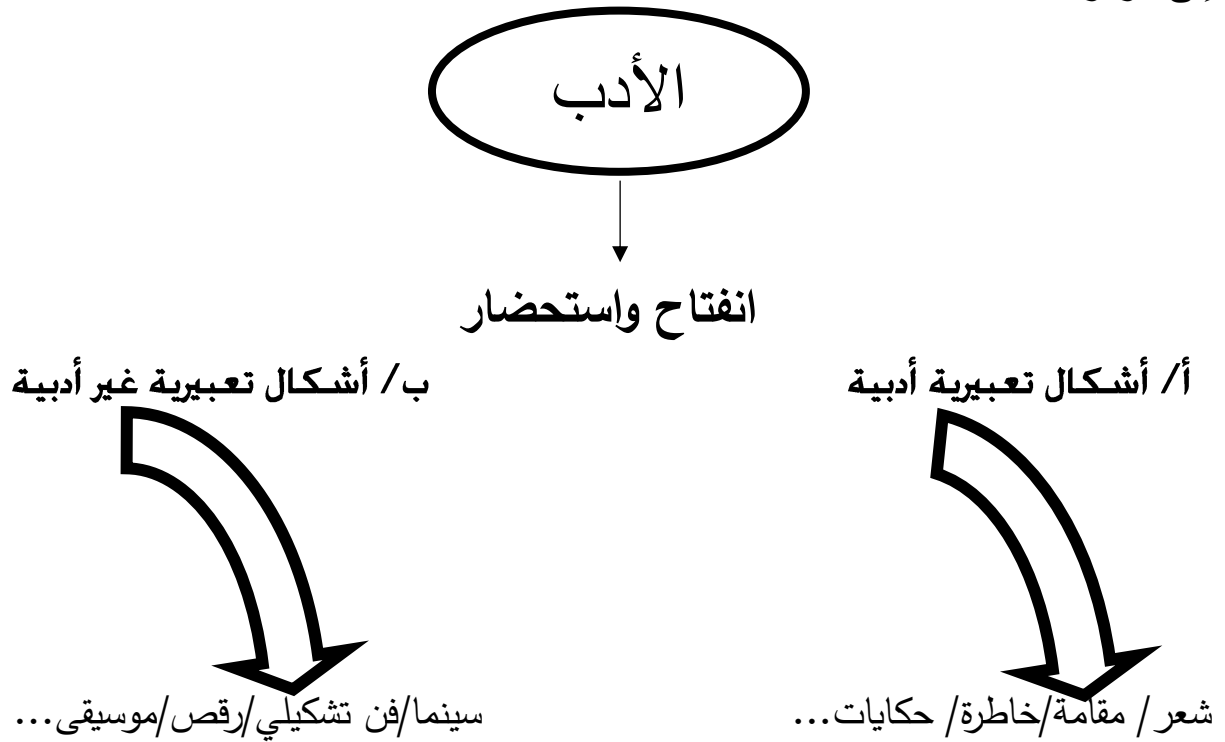 الأدب
انفتاح واستحضار
أ/ أشكال تعبيرية أدبية
ب/ أشكال تعبيرية غير أدبية
شعر/ مقامة/خاطرة/ حكايات...
سينما/فن تشكيلي/رقص/موسيقى...